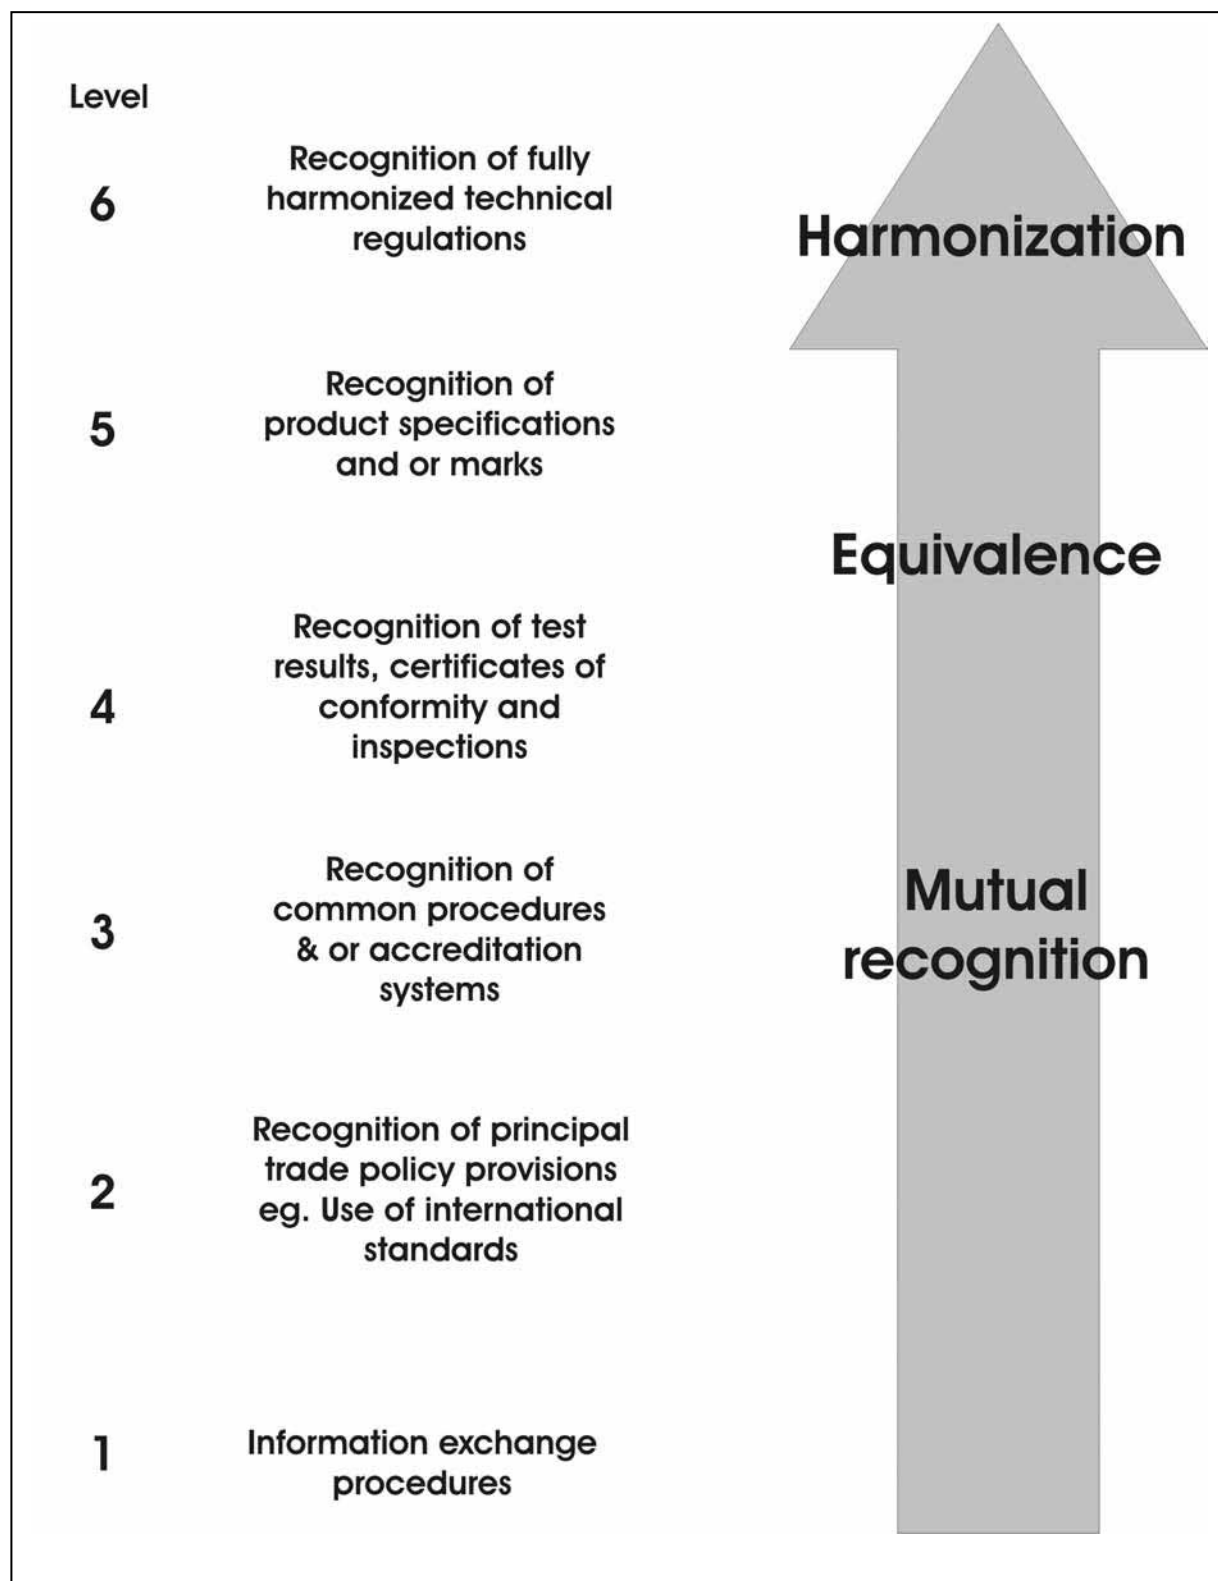 Level
6
Recognition of fully
harmonized technical
regulations
Harmonization
5
Recognition of
product specifications
and or marks
Equivalence
4
Recognition of test
results, certificates of
conformity and
inspections
3
Recognition of
common procedures
& or accreditation
systems
Mutual
recognition
2
Recognition of principal
trade policy provisions
eg. Use of international
standards
1
Information exchange
procedures